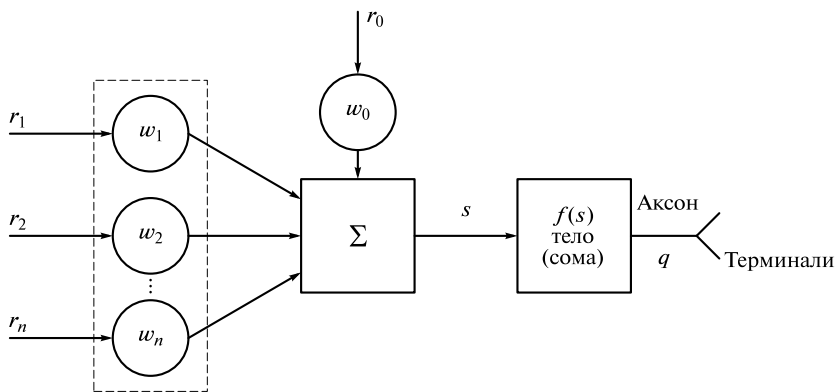 r₀
w₀
r₁
w₁
r₂
w₂
⋮
rₙ
wₙ
Σ
s
f(s)
тело
(сома)
Аксон
q
Терминали